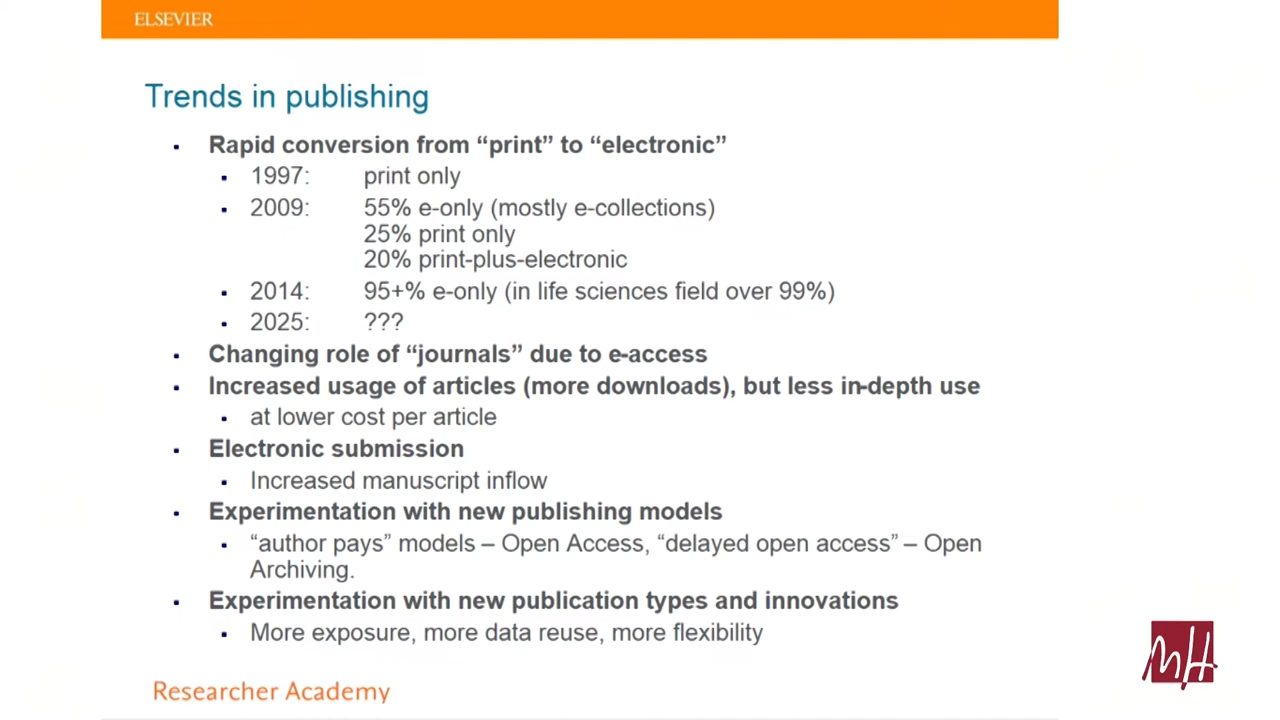 ELSEVIER
Trends in publishing
▪ Rapid conversion from “print” to “electronic”
▪ 1997: print only
▪ 2009: 55% e-only (mostly e-collections)
25% print only
20% print-plus-electronic
▪ 2014: 95+% e-only (in life sciences field over 99%)
▪ 2025: ???
▪ Changing role of “journals” due to e-access
▪ Increased usage of articles (more downloads), but less in-depth use
▪ at lower cost per article
▪ Electronic submission
▪ Increased manuscript inflow
▪ Experimentation with new publishing models
▪ “author pays” models – Open Access, “delayed open access” – Open
Archiving.
▪ Experimentation with new publication types and innovations
▪ More exposure, more data reuse, more flexibility
MH
Researcher Academy